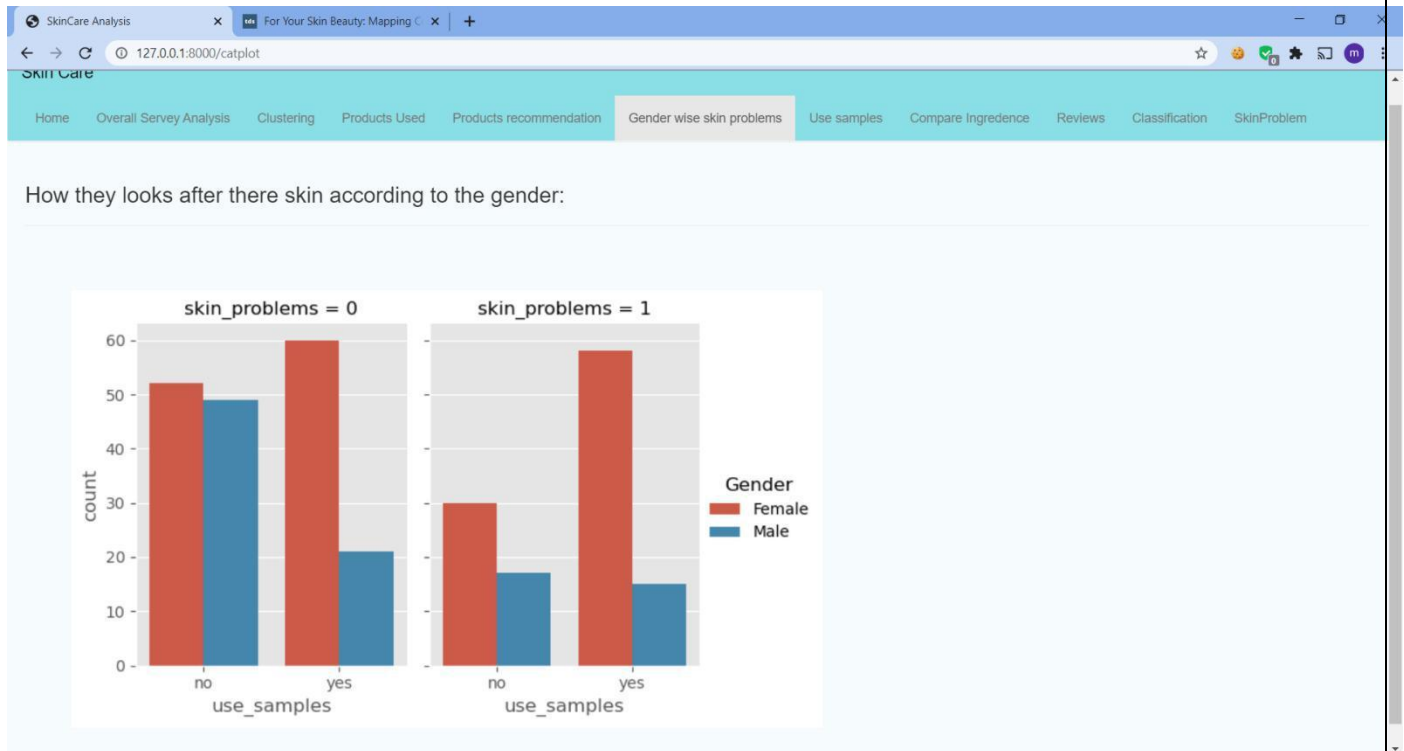 SkinCare Analysis
For Your Skin Beauty: Mapping C
127.0.0.1:8000/catplot
Skin Care
Home Overall Servey Analysis Clustering Products Used Products recommendation Gender wise skin problems Use samples Compare Ingredence Reviews Classification SkinProblem
How they looks after there skin according to the gender:
skin_problems = 0
skin_problems = 1
60
50
40
30
20
10
0
count
no yes
use_samples
no yes
use_samples
Gender
Female
Male
tds
0
m